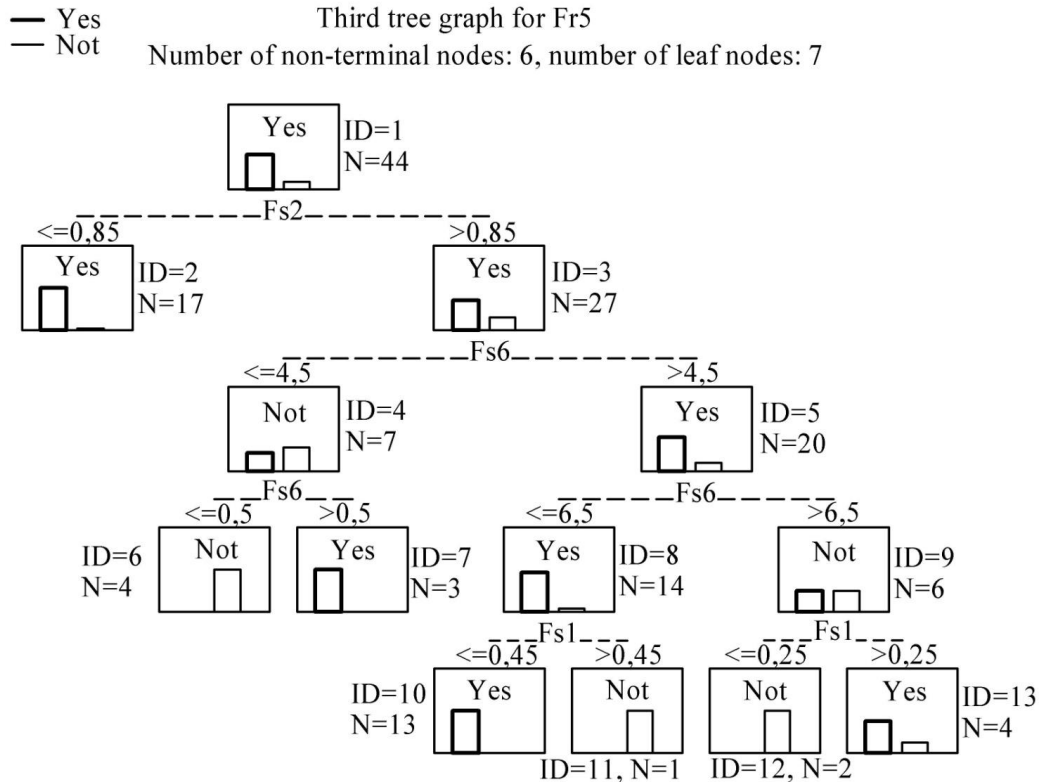 Yes
Not
Third tree graph for Fr5
Number of non-terminal nodes: 6, number of leaf nodes: 7
Yes
ID=1
N=44
Fs2
<=0,85
>0,85
Yes
ID=2
N=17
Yes
ID=3
N=27
Fs6
<=4,5
>4,5
Not
ID=4
N=7
Yes
ID=5
N=20
Fs6
Fs6
<=0,5
>0,5
<=6,5
>6,5
ID=6
N=4
Not
Yes
ID=7
N=3
Yes
ID=8
N=14
Not
ID=9
N=6
Fs1
Fs1
<=0,45
>0,45
<=0,25
>0,25
ID=10
N=13
Yes
Not
Not
Yes
ID=13
N=4
ID=11, N=1
ID=12, N=2